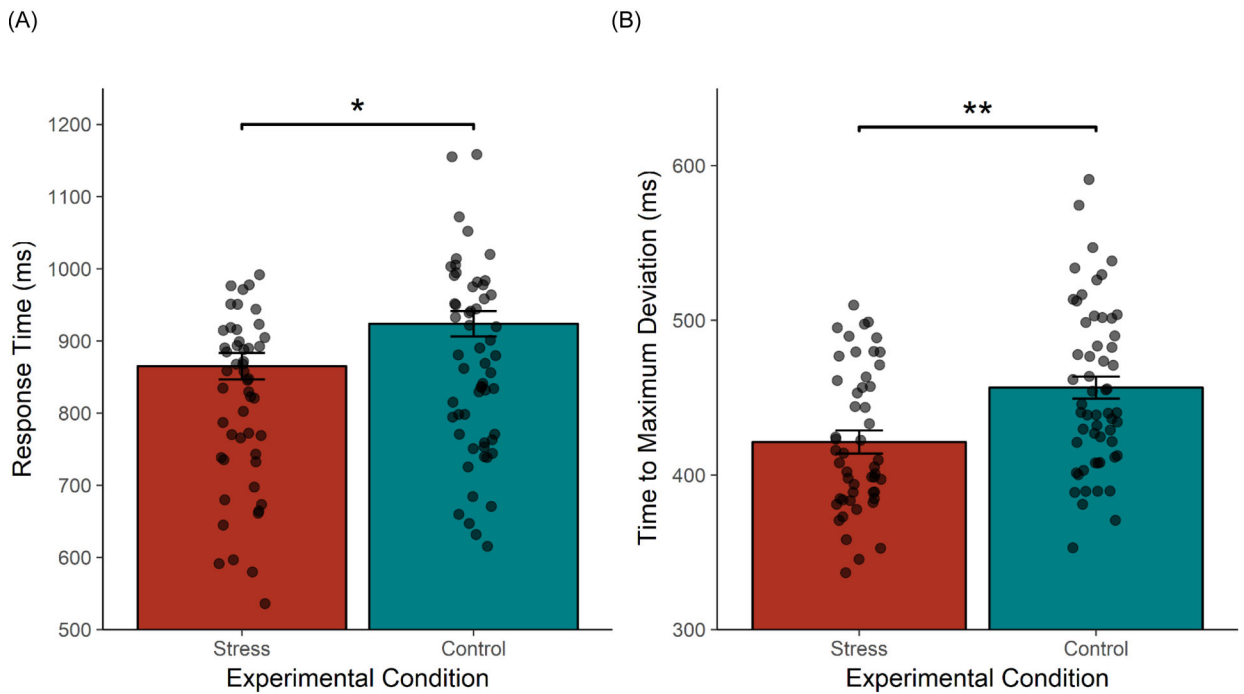 (A)
*
Response Time (ms)
1200
1100
1000
900
800
700
600
500
Stress
Control
Experimental Condition
(B)
**
Time to Maximum Deviation (ms)
600
500
400
300
Stress
Control
Experimental Condition